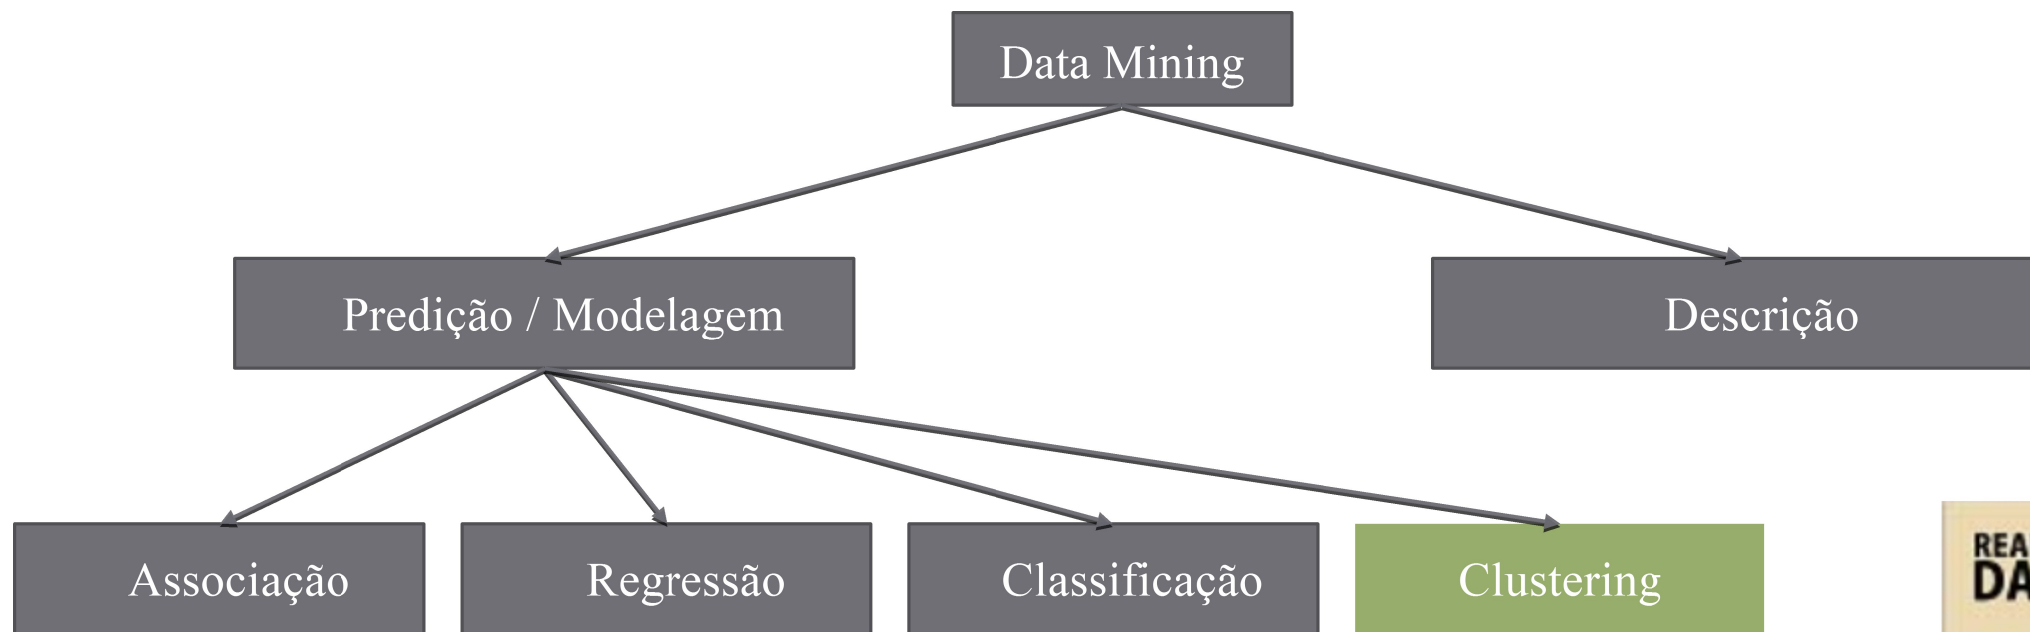 Data Mining
Predição / Modelagem
Descrição
Associação
Regressão
Classificação
Clustering